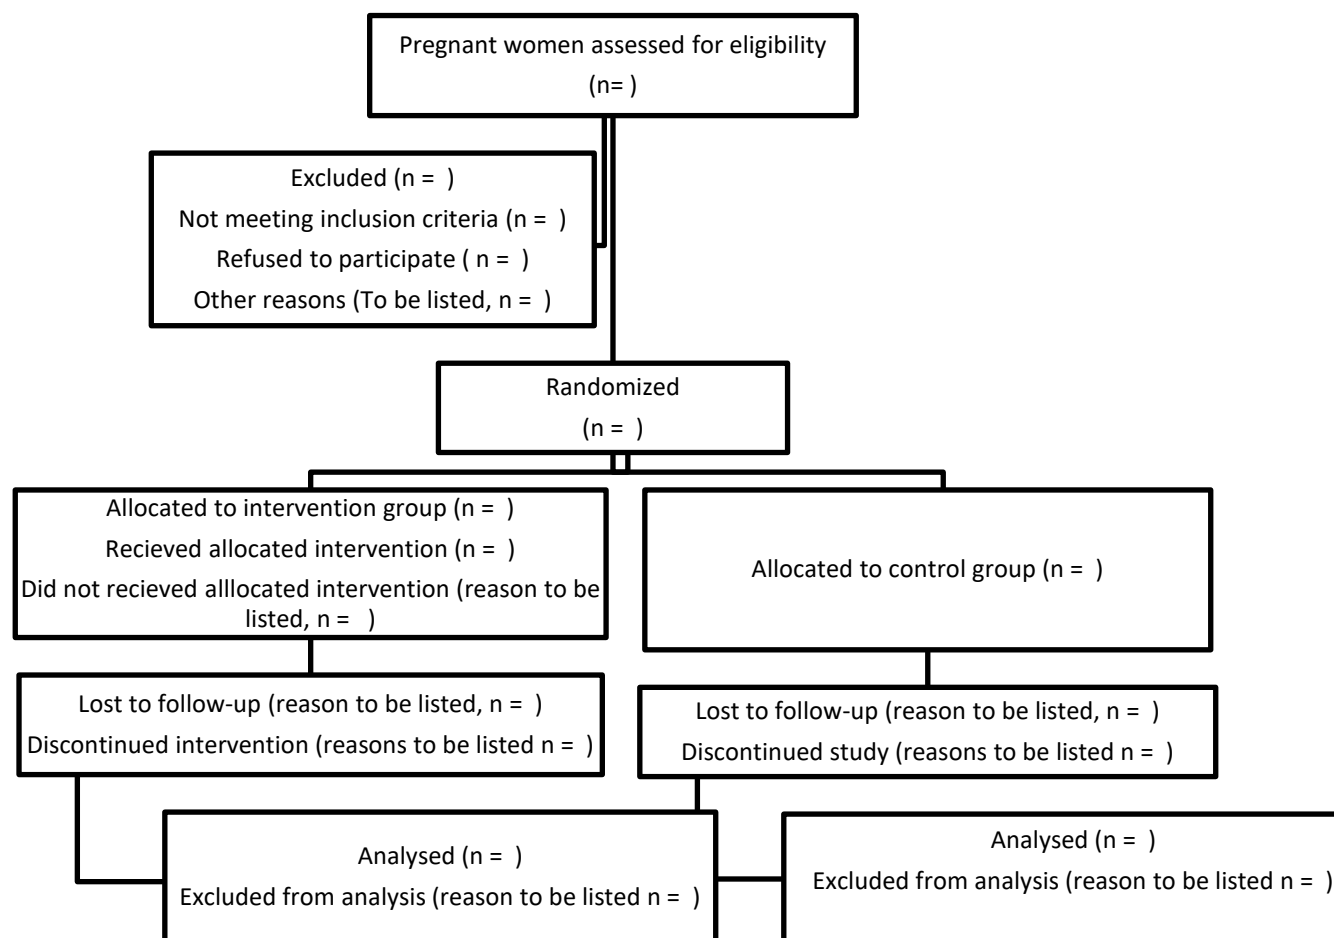 Pregnant women assessed for eligibility
(n= )
Excluded (n =  )
Not meeting inclusion criteria (n =  )
Refused to participate ( n =  )
Other reasons (To be listed, n =  )
Randomized
(n =  )
Allocated to intervention group (n =  )
Recieved allocated intervention (n =  )
Did not recieved alllocated intervention (reason to be
listed, n =   )
Allocated to control group (n =  )
Lost to follow-up (reason to be listed, n =  )
Discontinued intervention (reasons to be listed n =  )
Lost to follow-up (reason to be listed, n =  )
Discontinued study (reasons to be listed n =  )
Analysed (n =  )
Excluded from analysis (reason to be listed n =  )
Analysed (n =  )
Excluded from analysis (reason to be listed n =  )